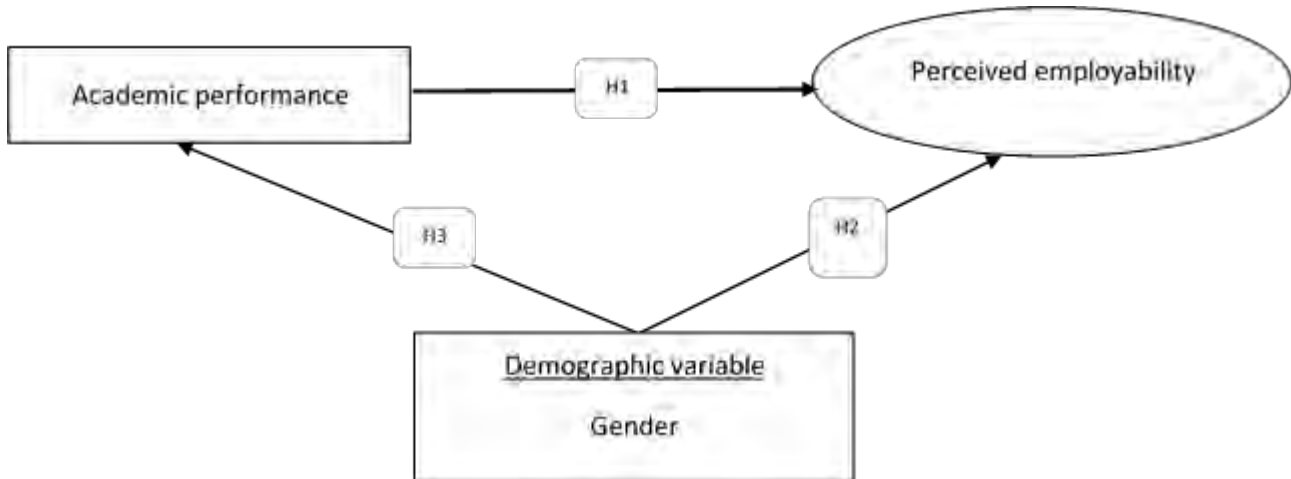 Perceived employability
Academic performance
H1
H3
H2
Demographic variable
Gender